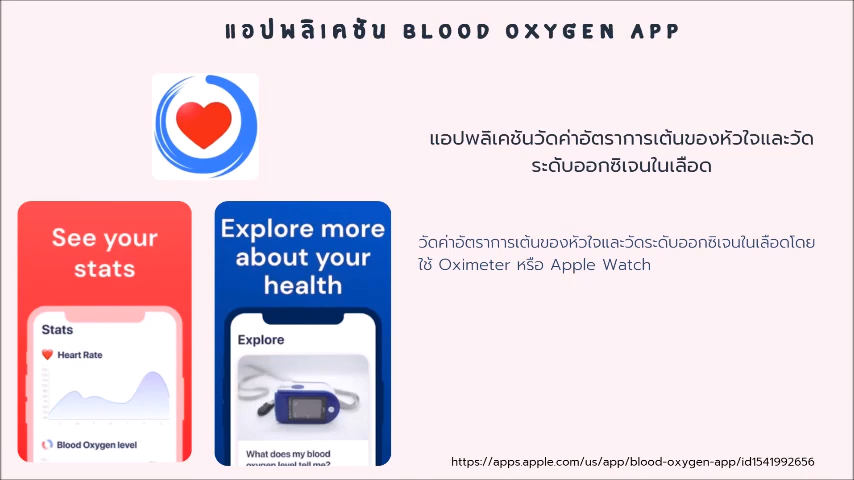 แอปพลิเคชัน BLOOD OXYGEN APP
แอปพลิเคชันวัดค่าอัตราการเต้นของหัวใจและวัด
ระดับออกซิเจนในเลือด
See your
stats
Stats
Heart Rate
Blood Oxygen level
Explore more
about your
health
Explore
What does my blood
oxygen level tell me?
วัดค่าอัตราการเต้นของหัวใจและวัดระดับออกซิเจนในเลือดโดย
ใช้ Oximeter หรือ Apple Watch
https://apps.apple.com/us/app/blood-oxygen-app/id1541992656